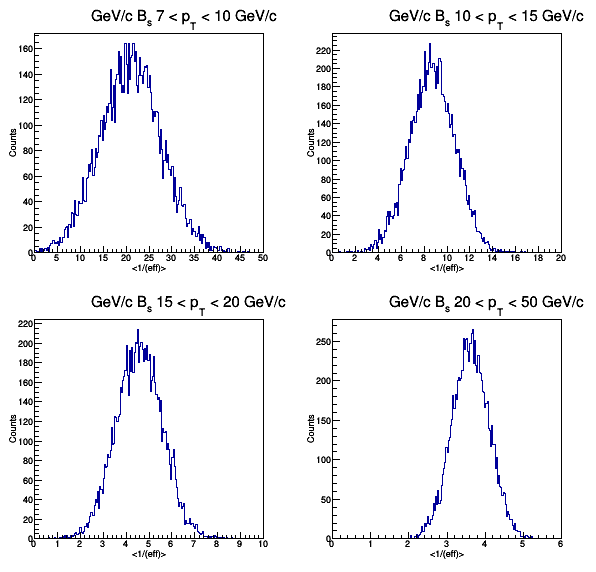 GeV/c B_s 7 < p_T < 10 GeV/c
Counts
160
140
120
100
80
60
40
20
0
0 5 10 15 20 25 30 35 40 45 50
<1/(eff)>
GeV/c B_s 10 < p_T < 15 GeV/c
Counts
220
200
180
160
140
120
100
80
60
40
20
0
0 2 4 6 8 10 12 14 16 18 20
<1/(eff)>
GeV/c B_s 15 < p_T < 20 GeV/c
Counts
220
200
180
160
140
120
100
80
60
40
20
0
0 1 2 3 4 5 6 7 8 9 10
<1/(eff)>
GeV/c B_s 20 < p_T < 50 GeV/c
Counts
250
200
150
100
50
0
0 1 2 3 4 5 6
<1/(eff)>